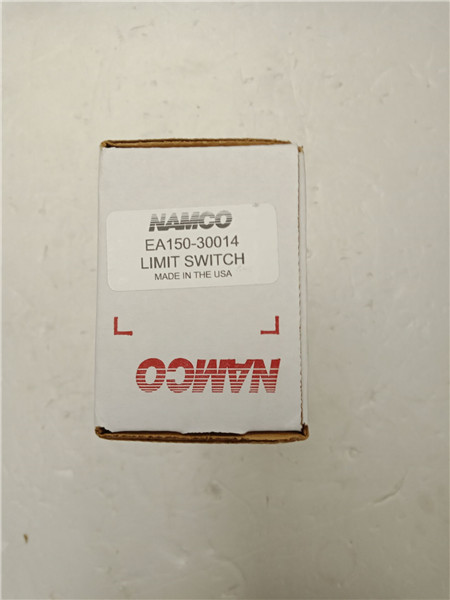 NAMCO
EA150-30014
LIMIT SWITCH
MADE IN THE USA
NAMCO